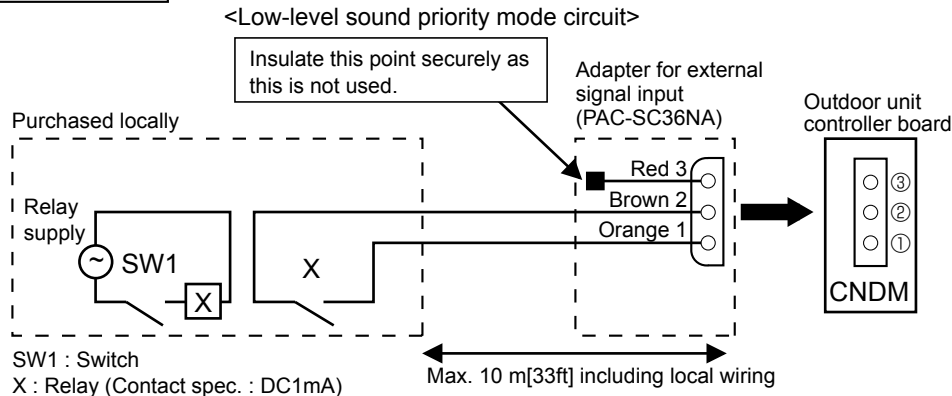 <Low-level sound priority mode circuit>
Insulate this point securely as
this is not used.
Adapter for external
signal input
(PAC-SC36NA)
Outdoor unit
controller board
Purchased locally
Red 3
Brown 2
Orange 1
③
②
①
Relay
supply
~
SW1
X
X
CNDM
SW1 : Switch
X : Relay (Contact spec. : DC1mA)
Max. 10 m[33ft] including local wiring